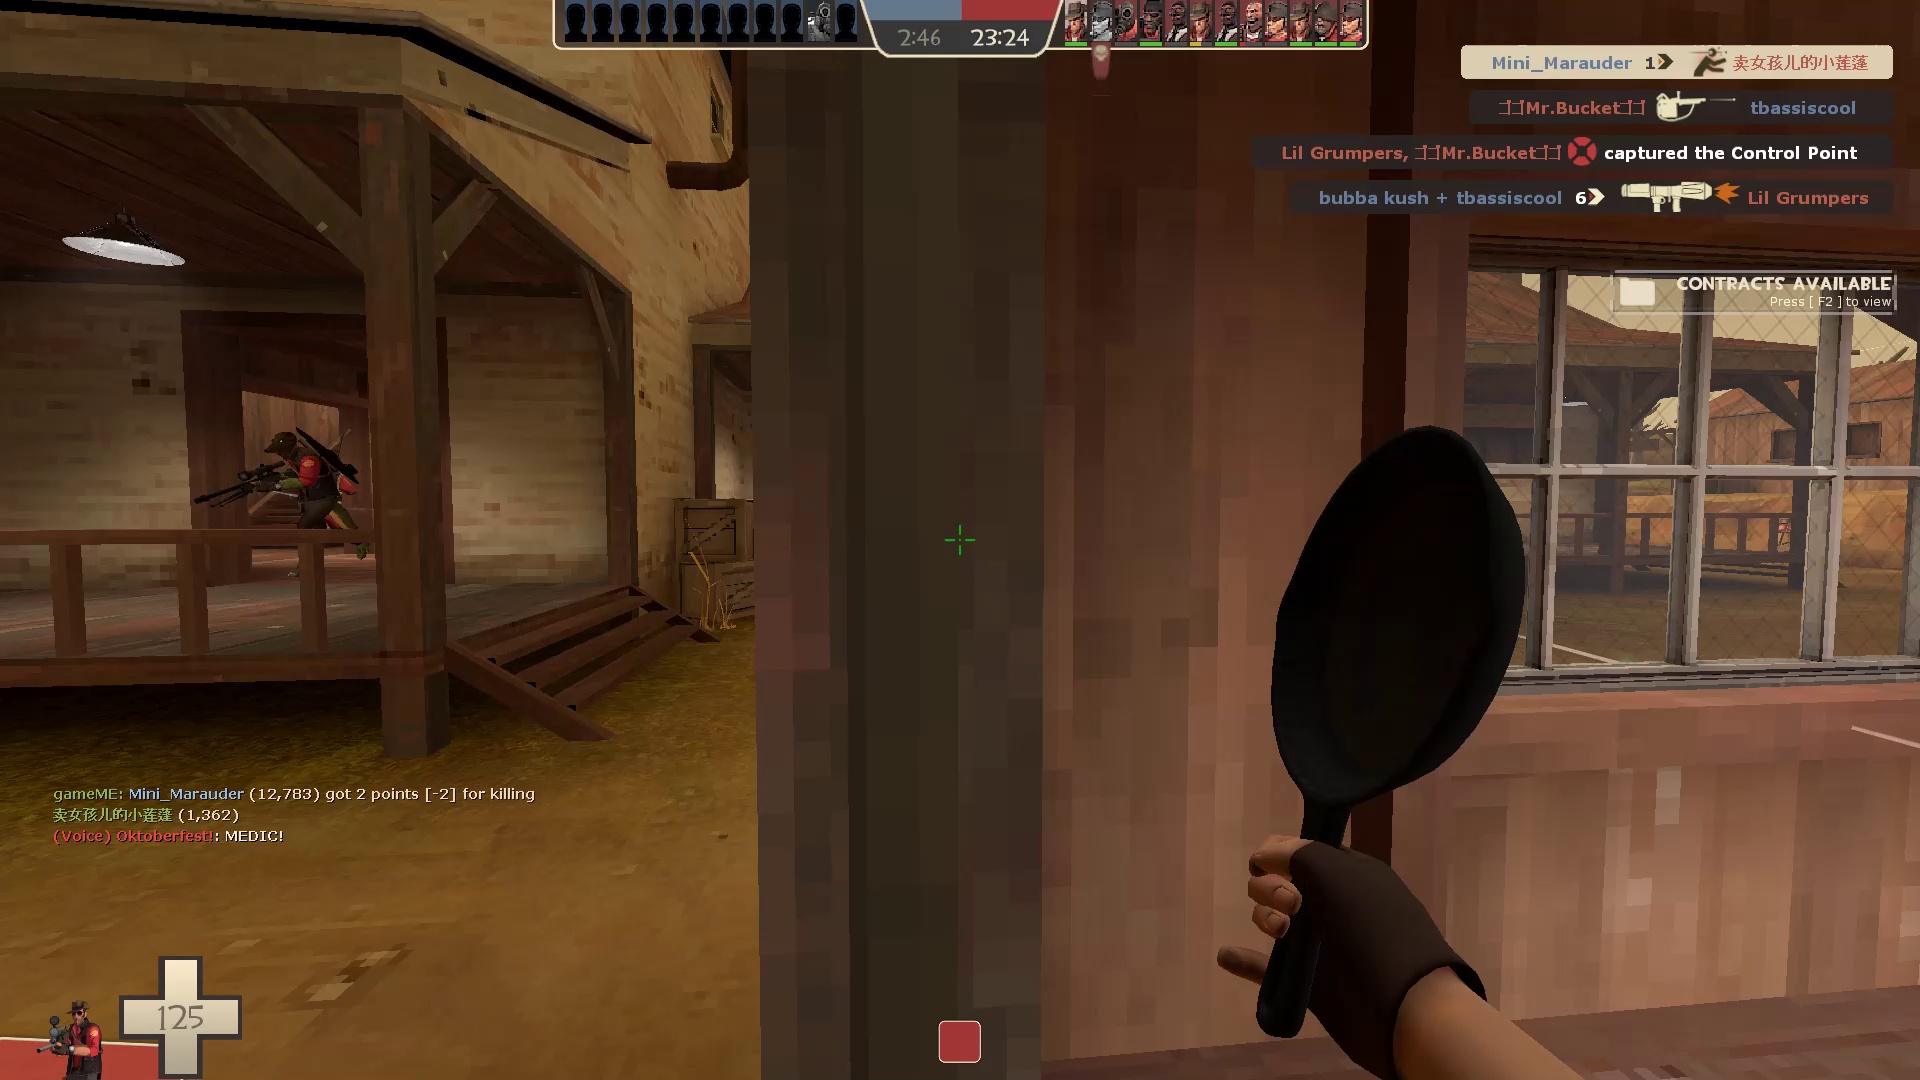 2:46 23:24
Mini_Marauder 1 卖女孩儿的小莲蓬
Mr.Bucket tbassiscool
Lil Grumpers, Mr.Bucket captured the Control Point
bubba kush + tbassiscool 6 Lil Grumpers
CONTRACTS AVAILABLE
Press [ F2 ] to view
gameME: Mini_Marauder (12,783) got 2 points [-2] for killing
卖女孩儿的小莲蓬 (1,362)
(Voice) Oktoberfest!: MEDIC!
125